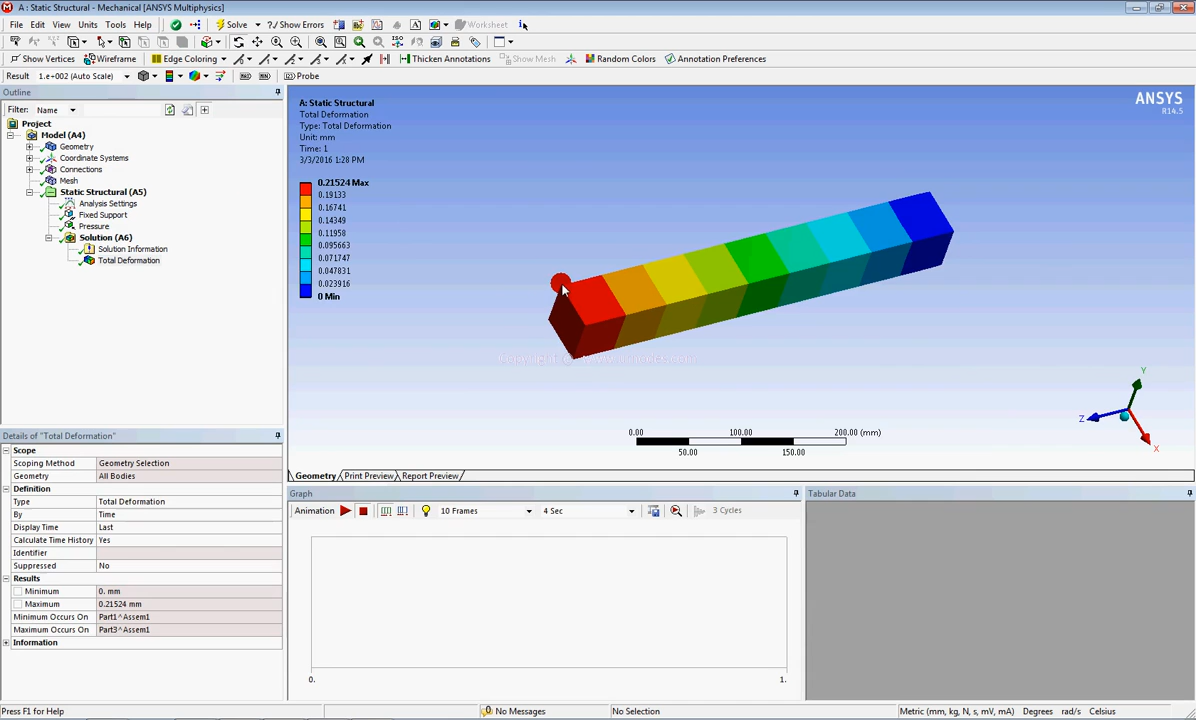 A : Static Structural - Mechanical [ANSYS Multiphysics]
File Edit View Units Tools Help Solve ?/ Show Errors Worksheet
Show Vertices Wireframe Edge Coloring Thicken Annotations Show Mesh Random Colors Annotation Preferences
Result 1.e+002 (Auto Scale) Probe
Outline
Filter: Name
Project
Model (A4)
Geometry
Coordinate Systems
Connections
Mesh
Static Structural (A5)
Analysis Settings
Fixed Support
Pressure
Solution (A6)
Solution Information
Total Deformation
A: Static Structural
Total Deformation
Type: Total Deformation
Unit: mm
Time: 1
3/3/2016 1:28 PM
0.21524 Max
0.19133
0.16741
0.14349
0.11958
0.095663
0.071747
0.047831
0.023916
0 Min
ANSYS
R14.5
Y
Z
X
0.00 100.00 200.00 (mm)
50.00 150.00
Geometry Print Preview Report Preview
Details of "Total Deformation"
Scope
Scoping Method Geometry Selection
Geometry All Bodies
Definition
Type Total Deformation
By Time
Display Time Last
Calculate Time History Yes
Identifier
Suppressed No
Results
Minimum 0. mm
Maximum 0.21524 mm
Minimum Occurs On Part1^Assem1
Maximum Occurs On Part3^Assem1
Information
Graph
Animation 10 Frames 4 Sec 3 Cycles
0. 1.
Tabular Data
Press F1 for Help
No Messages
No Selection
Metric (mm, kg, N, s, mV, mA) Degrees rad/s Celsius